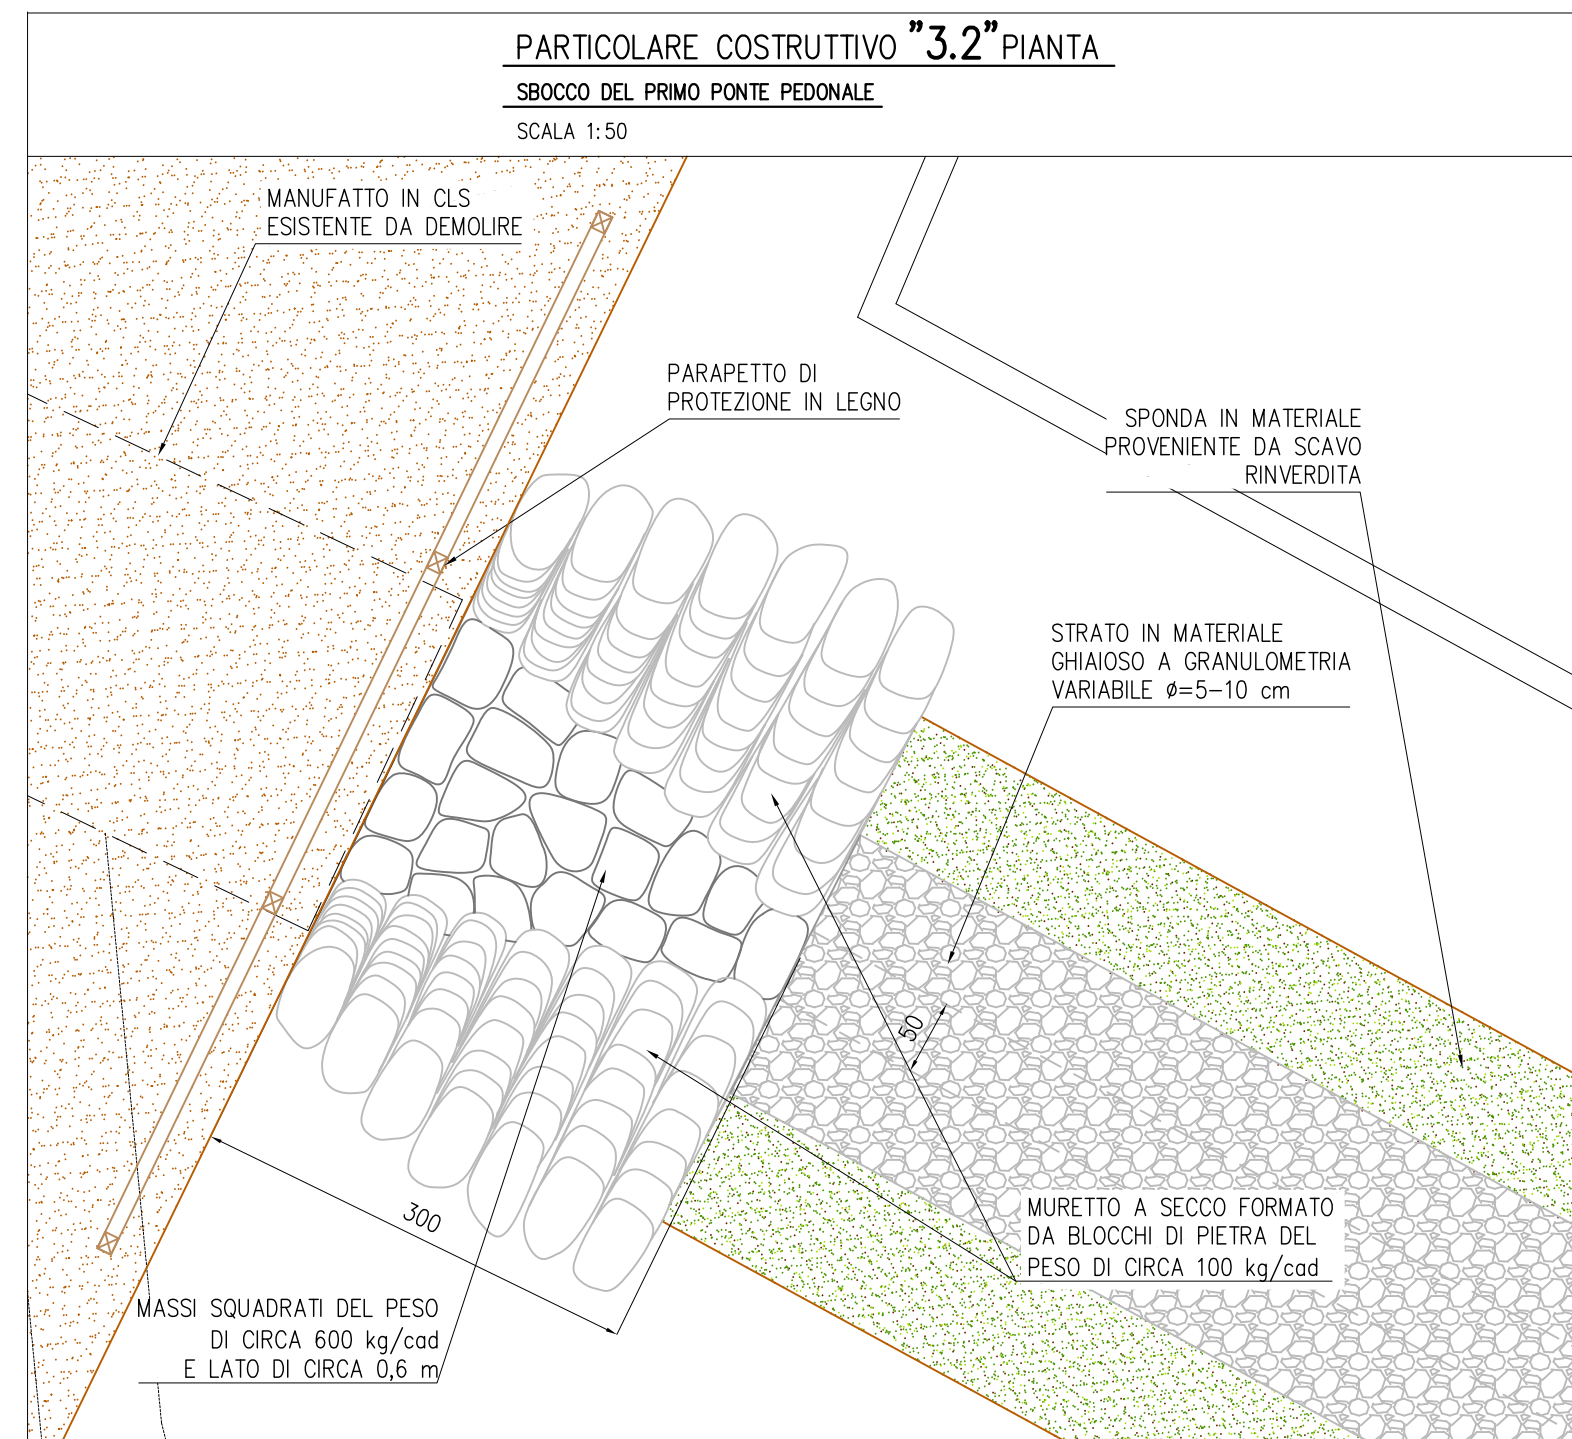 PARTICOLARE COSTRUTTIVO "3.2" PIANTA
SBOCCO DEL PRIMO PONTE PEDONALE
SCALA 1:50
MANUFATTO IN CLS
ESISTENTE DA DEMOLIRE
PARAPETTO DI
PROTEZIONE IN LEGNO
SPONDA IN MATERIALE
PROVENIENTE DA SCAVO
RINVERDITA
STRATO IN MATERIALE
GHIAIOSO A GRANULOMETRIA
VARIABILE ø=5-10 cm
50
300
MURETTO A SECCO FORMATO
DA BLOCCHI DI PIETRA DEL
PESO DI CIRCA 100 kg/cad
MASSI SQUADRATI DEL PESO
DI CIRCA 600 kg/cad
E LATO DI CIRCA 0,6 m